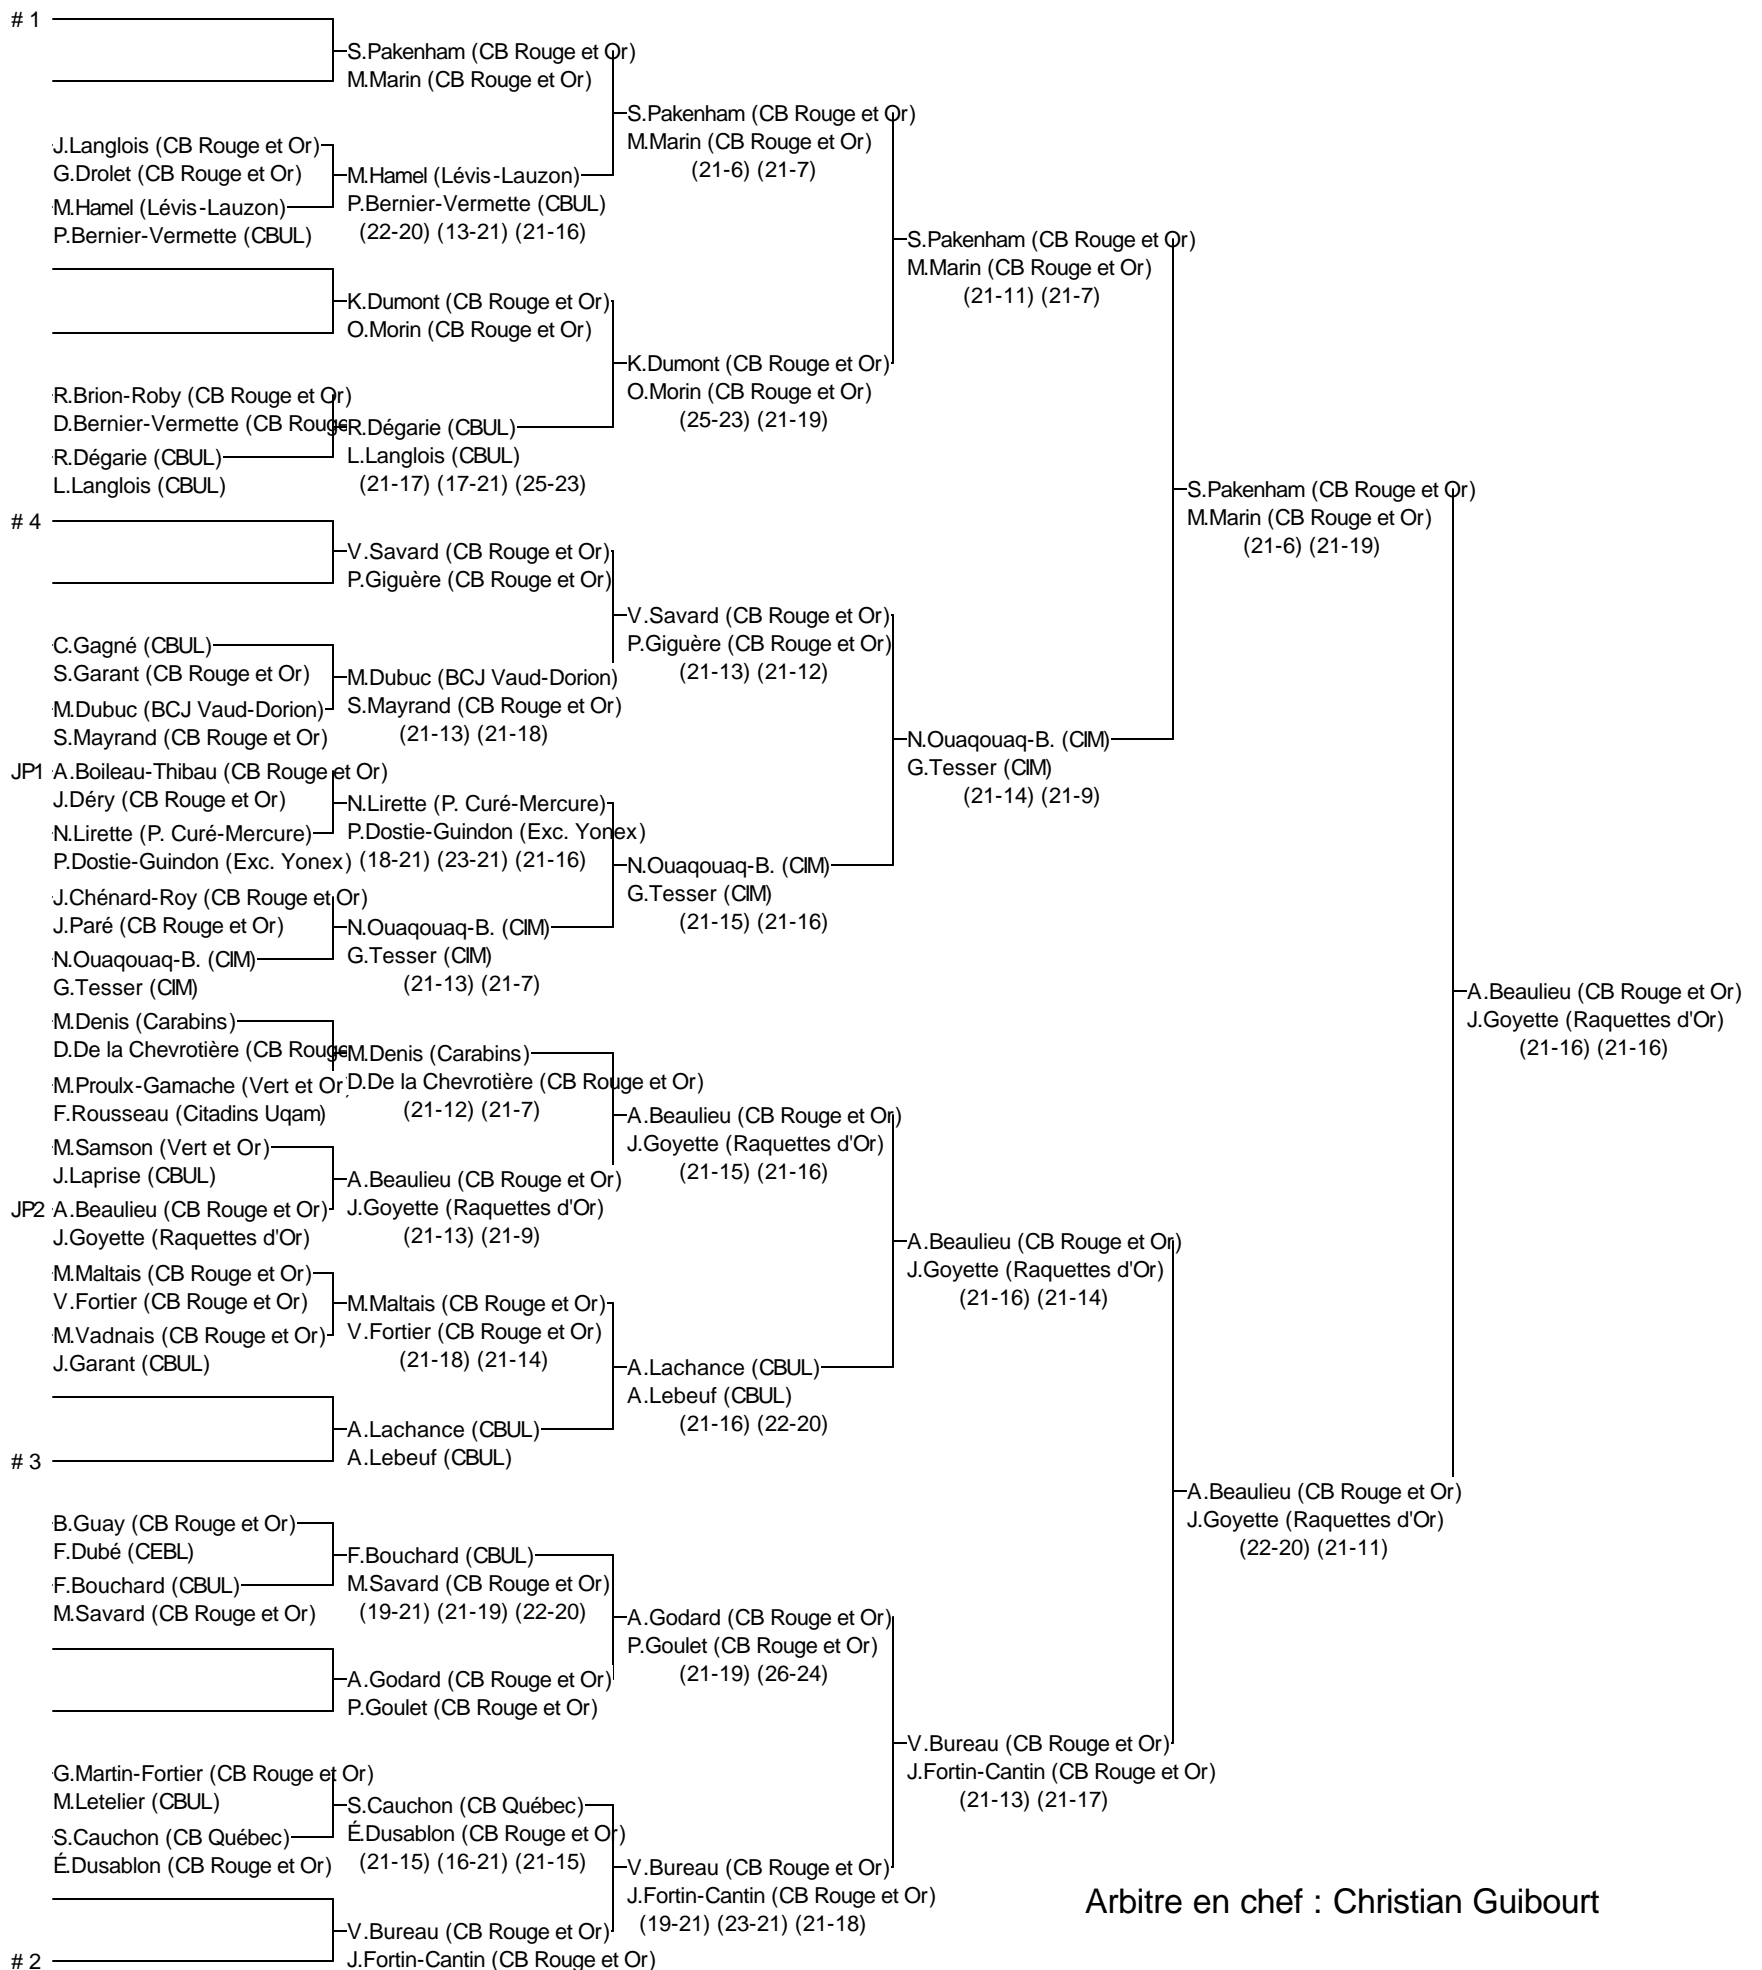 # 1
S.Pakenham (CB Rouge et Or)
M.Marin (CB Rouge et Or)
S.Pakenham (CB Rouge et Or)
M.Marin (CB Rouge et Or)
(21-6) (21-7)
J.Langlois (CB Rouge et Or)
G.Drolet (CB Rouge et Or)
M.Hamel (Lévis-Lauzon)
P.Bernier-Vermette (CBUL)
(22-20) (13-21) (21-16)
M.Hamel (Lévis-Lauzon)
P.Bernier-Vermette (CBUL)
S.Pakenham (CB Rouge et Or)
M.Marin (CB Rouge et Or)
(21-11) (21-7)
K.Dumont (CB Rouge et Or)
O.Morin (CB Rouge et Or)
K.Dumont (CB Rouge et Or)
O.Morin (CB Rouge et Or)
(25-23) (21-19)
R.Brion-Roby (CB Rouge et Or)
D.Bernier-Vermette (CB Rouge
R.Dégarie (CBUL)
L.Langlois (CBUL)
(21-17) (17-21) (25-23)
R.Dégarie (CBUL)
L.Langlois (CBUL)
S.Pakenham (CB Rouge et Or)
M.Marin (CB Rouge et Or)
(21-6) (21-19)
# 4
V.Savard (CB Rouge et Or)
P.Giguère (CB Rouge et Or)
V.Savard (CB Rouge et Or)
P.Giguère (CB Rouge et Or)
(21-13) (21-12)
C.Gagné (CBUL)
S.Garant (CB Rouge et Or)
M.Dubuc (BCJ Vaud-Dorion)
S.Mayrand (CB Rouge et Or)
(21-13) (21-18)
M.Dubuc (BCJ Vaud-Dorion)
S.Mayrand (CB Rouge et Or)
N.Ouaqouaq-B. (CIM)
G.Tesser (CIM)
(21-14) (21-9)
JP1 A.Boileau-Thibau (CB Rouge et Or)
J.Déry (CB Rouge et Or)
N.Lirette (P. Curé-Mercure)
P.Dostie-Guindon (Exc. Yonex)
(18-21) (23-21) (21-16)
N.Lirette (P. Curé-Mercure)
P.Dostie-Guindon (Exc. Yonex)
N.Ouaqouaq-B. (CIM)
G.Tesser (CIM)
(21-15) (21-16)
J.Chénard-Roy (CB Rouge et Or)
J.Paré (CB Rouge et Or)
N.Ouaqouaq-B. (CIM)
G.Tesser (CIM)
(21-13) (21-7)
N.Ouaqouaq-B. (CIM)
G.Tesser (CIM)
A.Beaulieu (CB Rouge et Or)
J.Goyette (Raquettes d'Or)
(21-16) (21-16)
M.Denis (Carabins)
D.De la Chevrotière (CB Rouge
M.Denis (Carabins)
D.De la Chevrotière (CB Rouge et Or)
(21-12) (21-7)
M.Proulx-Gamache (Vert et Or)
F.Rousseau (Citadins Uqam)
A.Beaulieu (CB Rouge et Or)
J.Goyette (Raquettes d'Or)
(21-15) (21-16)
M.Samson (Vert et Or)
J.Laprise (CBUL)
A.Beaulieu (CB Rouge et Or)
J.Goyette (Raquettes d'Or)
(21-13) (21-9)
JP2 A.Beaulieu (CB Rouge et Or)
J.Goyette (Raquettes d'Or)
A.Beaulieu (CB Rouge et Or)
J.Goyette (Raquettes d'Or)
(21-16) (21-14)
M.Maltais (CB Rouge et Or)
V.Fortier (CB Rouge et Or)
M.Maltais (CB Rouge et Or)
V.Fortier (CB Rouge et Or)
(21-18) (21-14)
M.Vadnais (CB Rouge et Or)
J.Garant (CBUL)
A.Lachance (CBUL)
A.Lebeuf (CBUL)
(21-16) (22-20)
A.Lachance (CBUL)
A.Lebeuf (CBUL)
# 3
A.Beaulieu (CB Rouge et Or)
J.Goyette (Raquettes d'Or)
(22-20) (21-11)
B.Guay (CB Rouge et Or)
F.Dubé (CEBL)
F.Bouchard (CBUL)
M.Savard (CB Rouge et Or)
(19-21) (21-19) (22-20)
F.Bouchard (CBUL)
M.Savard (CB Rouge et Or)
A.Godard (CB Rouge et Or)
P.Goulet (CB Rouge et Or)
(21-19) (26-24)
A.Godard (CB Rouge et Or)
P.Goulet (CB Rouge et Or)
V.Bureau (CB Rouge et Or)
J.Fortin-Cantin (CB Rouge et Or)
(21-13) (21-17)
G.Martin-Fortier (CB Rouge et Or)
M.Letelier (CBUL)
S.Cauchon (CB Québec)
É.Dusablon (CB Rouge et Or)
(21-15) (16-21) (21-15)
S.Cauchon (CB Québec)
É.Dusablon (CB Rouge et Or)
V.Bureau (CB Rouge et Or)
J.Fortin-Cantin (CB Rouge et Or)
(19-21) (23-21) (21-18)
Arbitre en chef : Christian Guibourt
V.Bureau (CB Rouge et Or)
J.Fortin-Cantin (CB Rouge et Or)
# 2